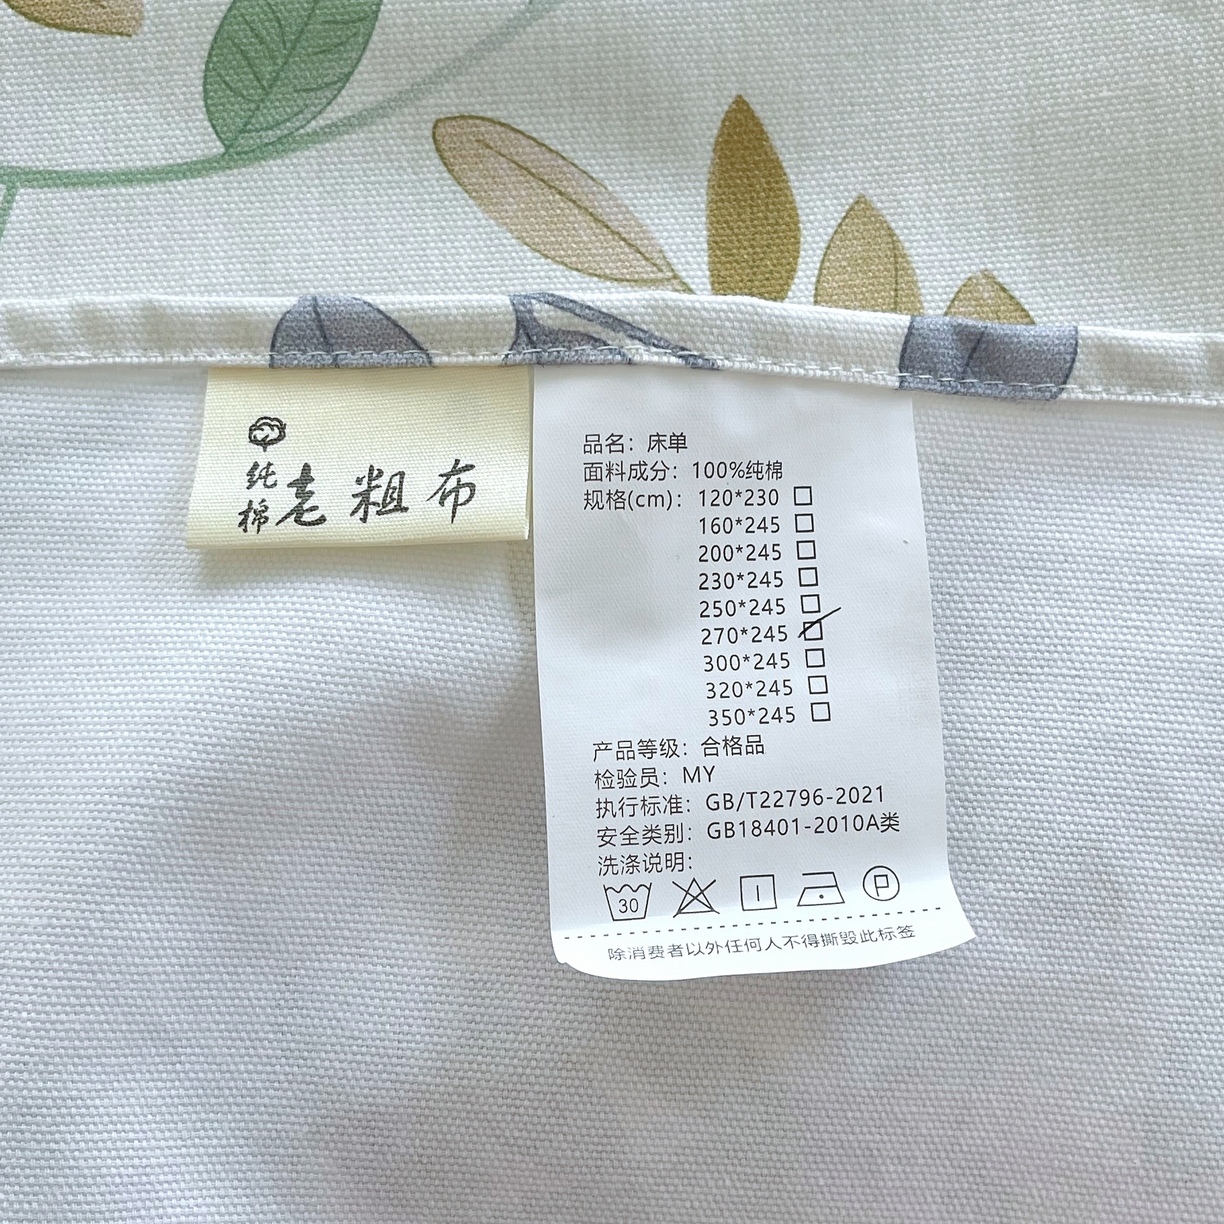 纯棉老粗布
品名：床单
面料成分：100%纯棉
规格(cm)：120*230 □
160*245 □
200*245 □
230*245 □
250*245 □
270*245 □
300*245 □
320*245 □
350*245 □
产品等级：合格品
检验员：MY
执行标准：GB/T22796-2021
安全类别：GB18401-2010A类
洗涤说明：
30
P
除消费者以外任何人不得撕毁此标签